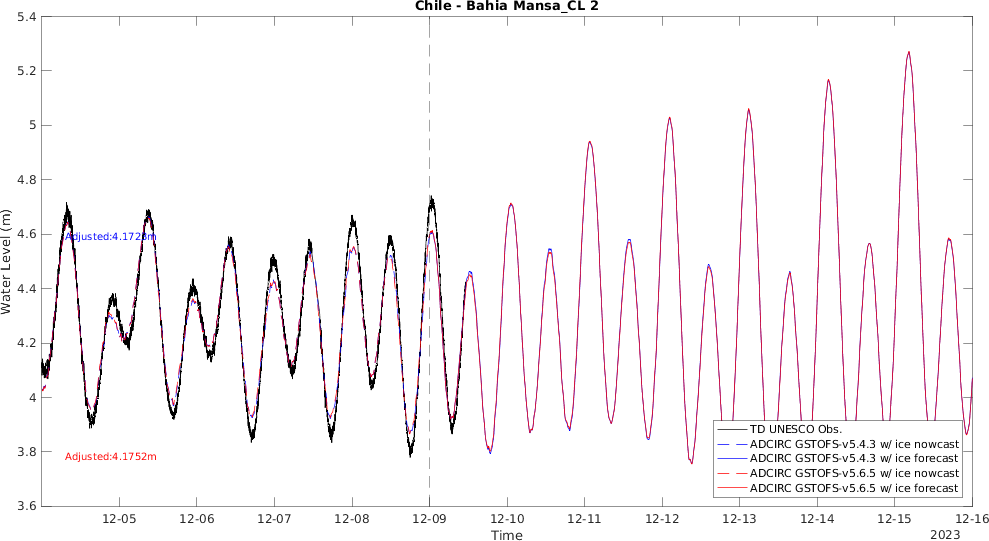 Chile - Bahia Mansa_CL 2
Water Level (m)
5.4
5.2
5
4.8
4.6
4.4
4.2
4
3.8
3.6
Adjusted:4.1723m
Adjusted:4.1752m
TD UNESCO Obs.
ADCIRC GSTOFS-v5.4.3 w/ ice nowcast
ADCIRC GSTOFS-v5.4.3 w/ ice forecast
ADCIRC GSTOFS-v5.6.5 w/ ice nowcast
ADCIRC GSTOFS-v5.6.5 w/ ice forecast
12-05 12-06 12-07 12-08 12-09 12-10 12-11 12-12 12-13 12-14 12-15 12-16
Time
2023